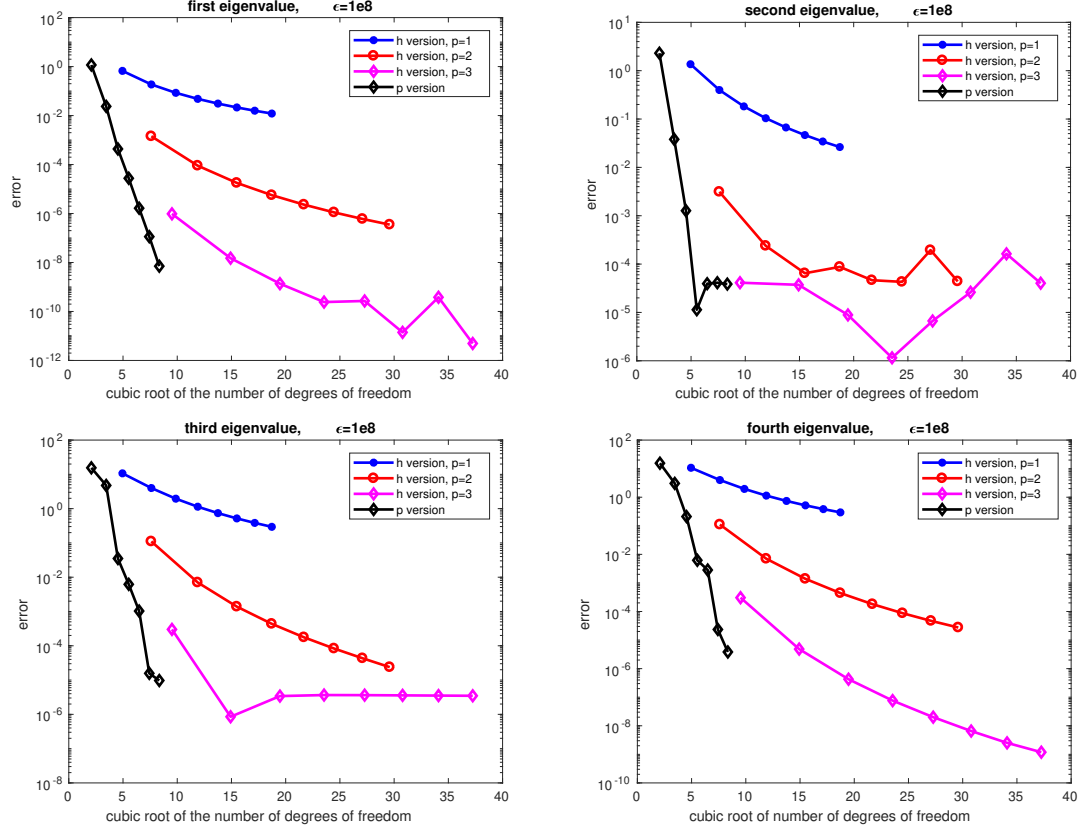 first eigenvalue, ϵ=1e8
10^2
10^0
10^-2
10^-4
10^-6
10^-8
10^-10
10^-12
error
h version, p=1
h version, p=2
h version, p=3
p version
0 5 10 15 20 25 30 35 40
cubic root of the number of degrees of freedom
second eigenvalue, ϵ=1e8
10^1
10^0
10^-1
10^-2
10^-3
10^-4
10^-5
10^-6
error
h version, p=1
h version, p=2
h version, p=3
p version
0 5 10 15 20 25 30 35 40
cubic root of the number of degrees of freedom
third eigenvalue, ϵ=1e8
10^2
10^0
10^-2
10^-4
10^-6
10^-8
error
h version, p=1
h version, p=2
h version, p=3
p version
0 5 10 15 20 25 30 35 40
cubic root of the number of degrees of freedom
fourth eigenvalue, ϵ=1e8
10^2
10^0
10^-2
10^-4
10^-6
10^-8
10^-10
error
h version, p=1
h version, p=2
h version, p=3
p version
0 5 10 15 20 25 30 35 40
cubic root of the number of degrees of freedom